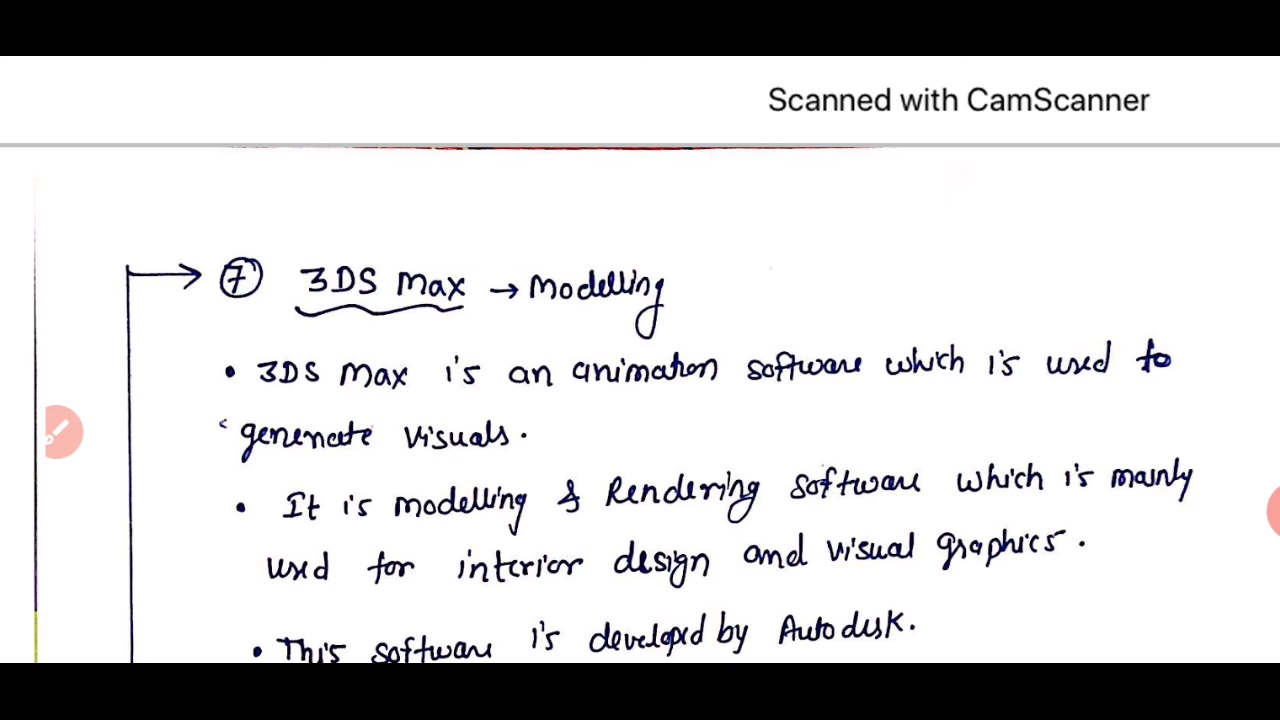 Scanned with CamScanner
→ ⑦ 3DS Max → Modelling
• 3DS Max is an animation software which is used to
generate visuals.
• It is modelling & Rendering software which is mainly
used for interior design and visual graphics.
• This software is developed by Autodesk.